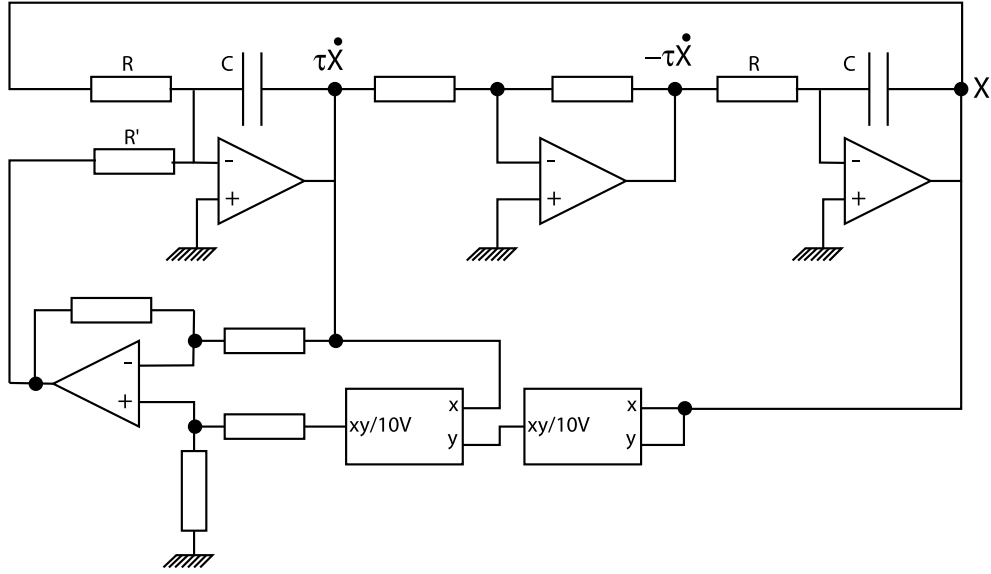 R C τẊ −τẊ R C X
R'
- + - + - +
-
+
xy/10V x y xy/10V x y